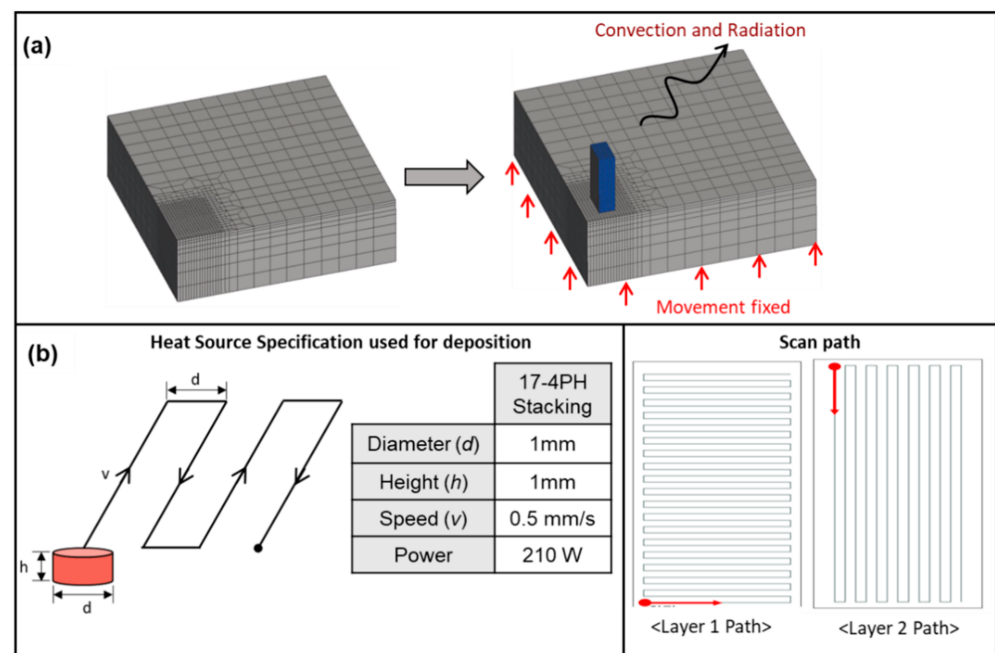 (a)
Convection and Radiation
Movement fixed
(b)
Heat Source Specification used for deposition
d
v
h
d
17-4PH
Stacking
Diameter (d)
1mm
Height (h)
1mm
Speed (v)
0.5 mm/s
Power
210 W
Scan path
<Layer 1 Path>
<Layer 2 Path>